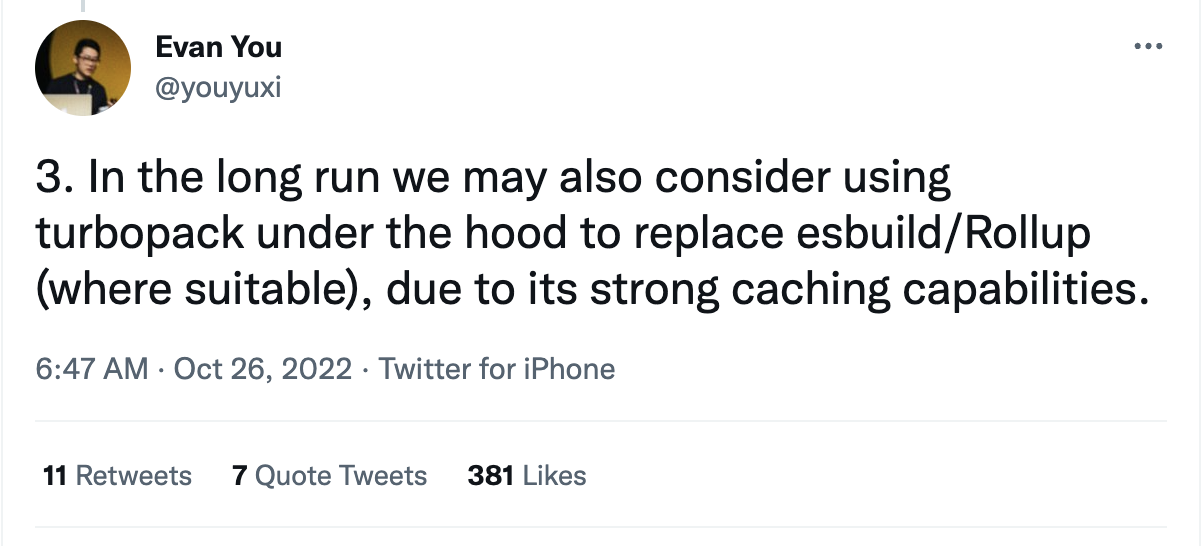 Evan You
@youyuxi
3. In the long run we may also consider using
turbopack under the hood to replace esbuild/Rollup
(where suitable), due to its strong caching capabilities.
6:47 AM · Oct 26, 2022 · Twitter for iPhone
11 Retweets 7 Quote Tweets 381 Likes